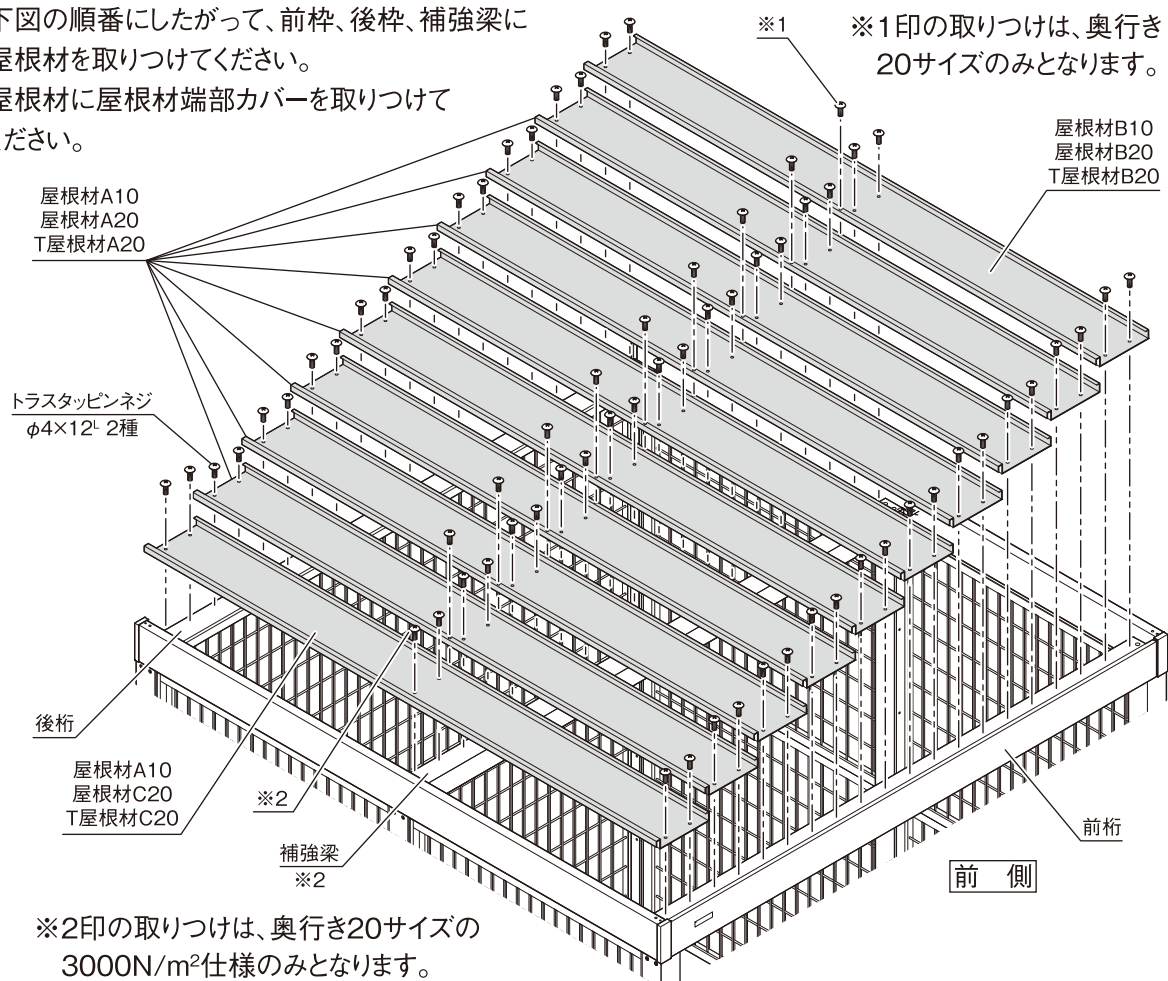 下図の順番にしたがって、前枠、後枠、補強梁に
屋根材を取りつけてください。
屋根材に屋根材端部カバーを取りつけて
ください。
※1
※1印の取りつけは、奥行き
20サイズのみとなります。
屋根材B10
屋根材B20
T屋根材B20
屋根材A10
屋根材A20
T屋根材A20
トラスタッピンネジ
φ4×12ᴸ 2種
後桁
屋根材A10
屋根材C20
T屋根材C20
※2
補強梁
※2
前桁
前 側
※2印の取りつけは、奥行き20サイズの
3000N/m²仕様のみとなります。